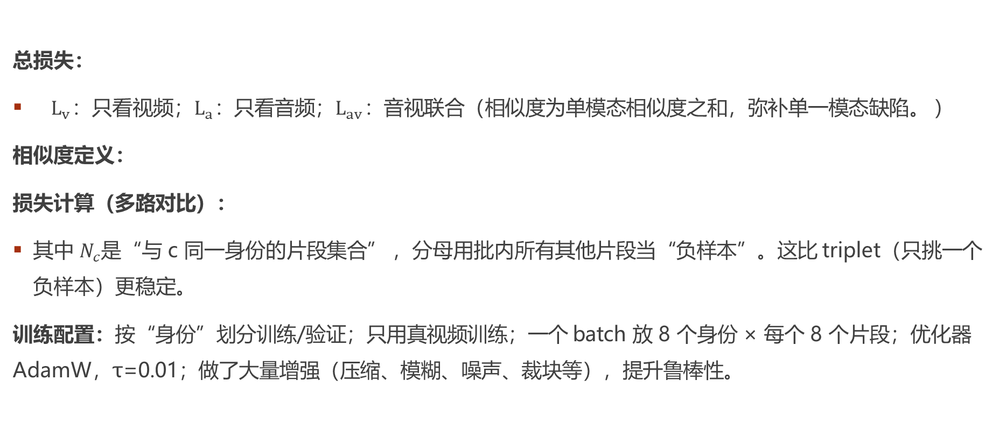 总损失：
▪ Lv：只看视频；La：只看音频；Lav：音视联合（相似度为单模态相似度之和，弥补单一模态缺陷。 ）
相似度定义：
损失计算（多路对比）：
▪ 其中 Nc是“与 c 同一身份的片段集合” ，分母用批内所有其他片段当“负样本”。这比 triplet（只挑一个
负样本）更稳定。
训练配置：按“身份”划分训练/验证；只用真视频训练；一个 batch 放 8 个身份 × 每个 8 个片段；优化器
AdamW，τ=0.01；做了大量增强（压缩、模糊、噪声、裁块等），提升鲁棒性。